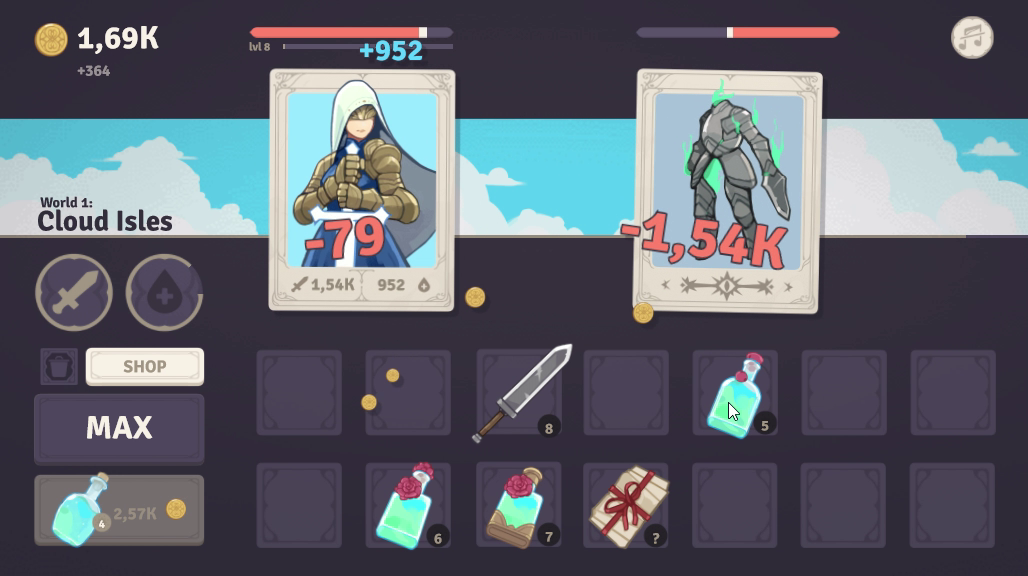 1,69K
+364
lvl 8
+952
World 1:
Cloud Isles
-79
-1,54K
1,54K 952
SHOP
MAX
4 2,57K
8
5
6
7
?